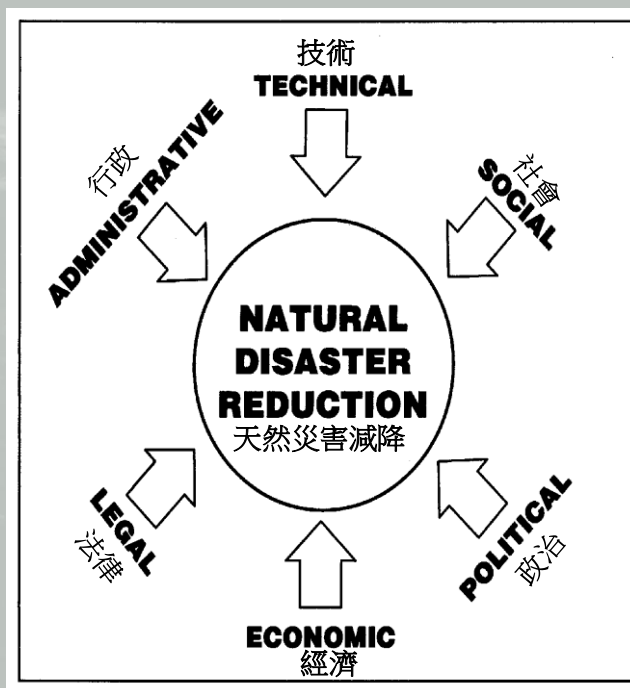 技術
TECHNICAL
行政
ADMINISTRATIVE
社會
SOCIAL
NATURAL
DISASTER
REDUCTION
天然災害減降
LEGAL
法律
POLITICAL
政治
ECONOMIC
經濟